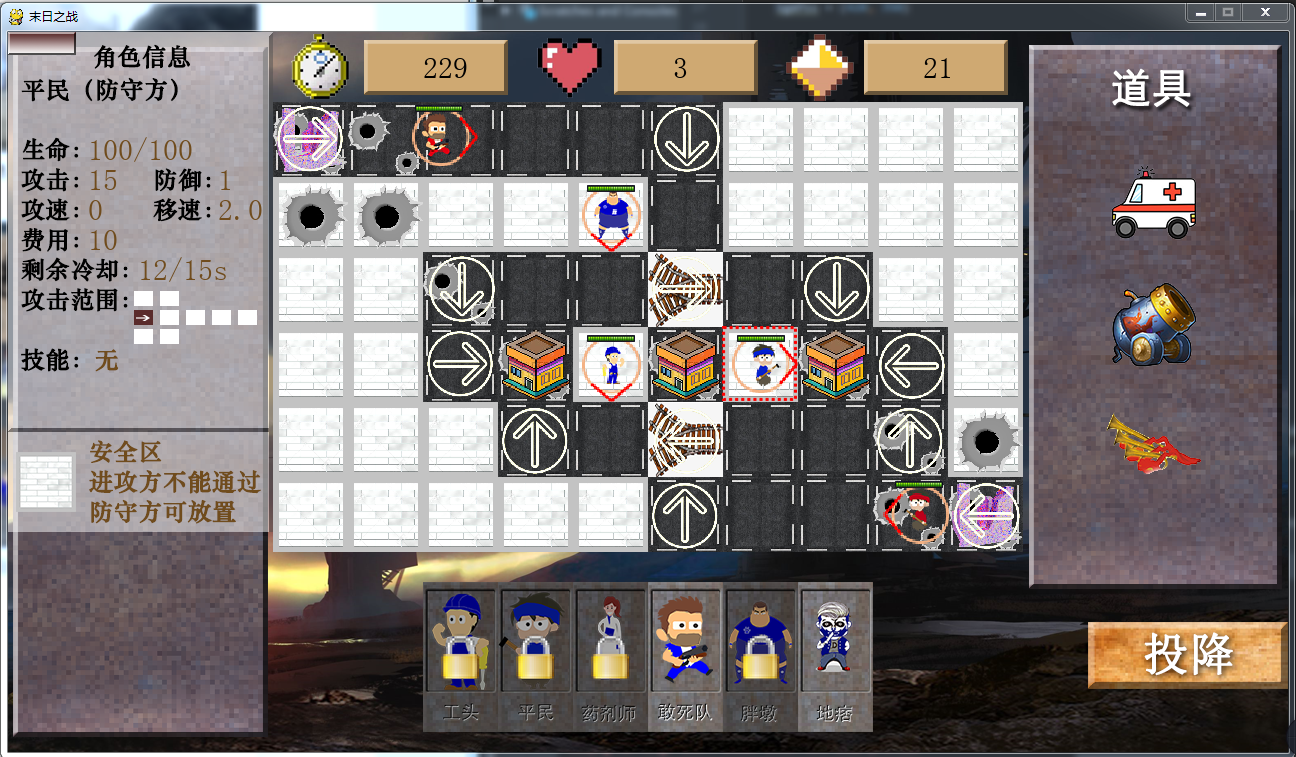 末日之战
角色信息
平民（防守方）
生命：100/100
攻击：15 防御：1
攻速：0 移速：2.0
费用：10
剩余冷却：12/15s
攻击范围：
技能：无
安全区
进攻方不能通过
防守方可放置
229
3
21
道具
工头
平民
药剂师
敢死队
胖墩
地痞
投降